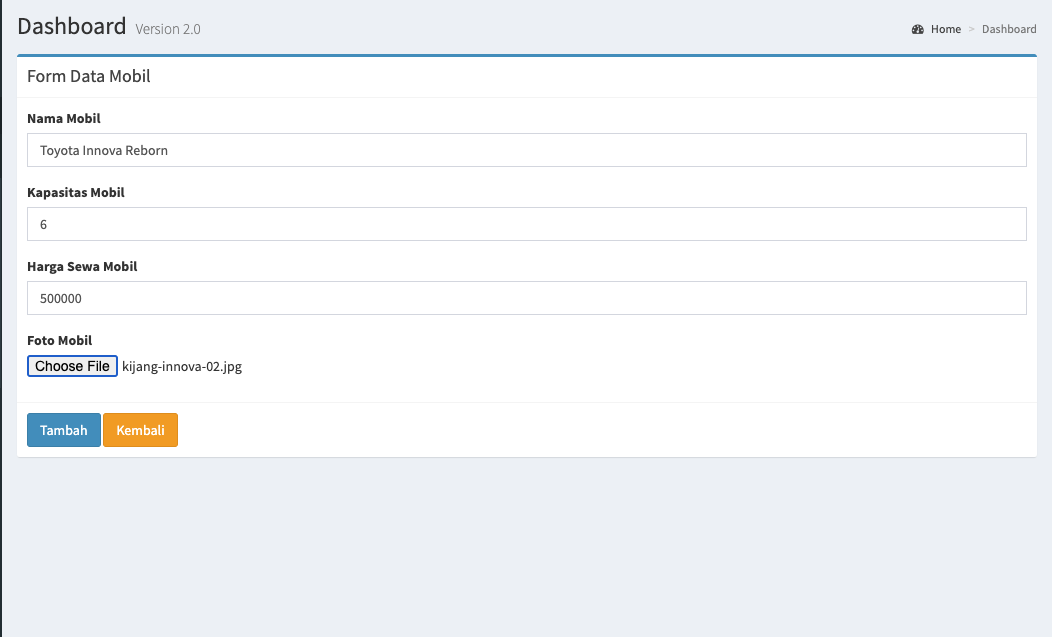 Dashboard Version 2.0
Home > Dashboard
Form Data Mobil
Nama Mobil
Toyota Innova Reborn
Kapasitas Mobil
6
Harga Sewa Mobil
500000
Foto Mobil
Choose File kijang-innova-02.jpg
Tambah Kembali